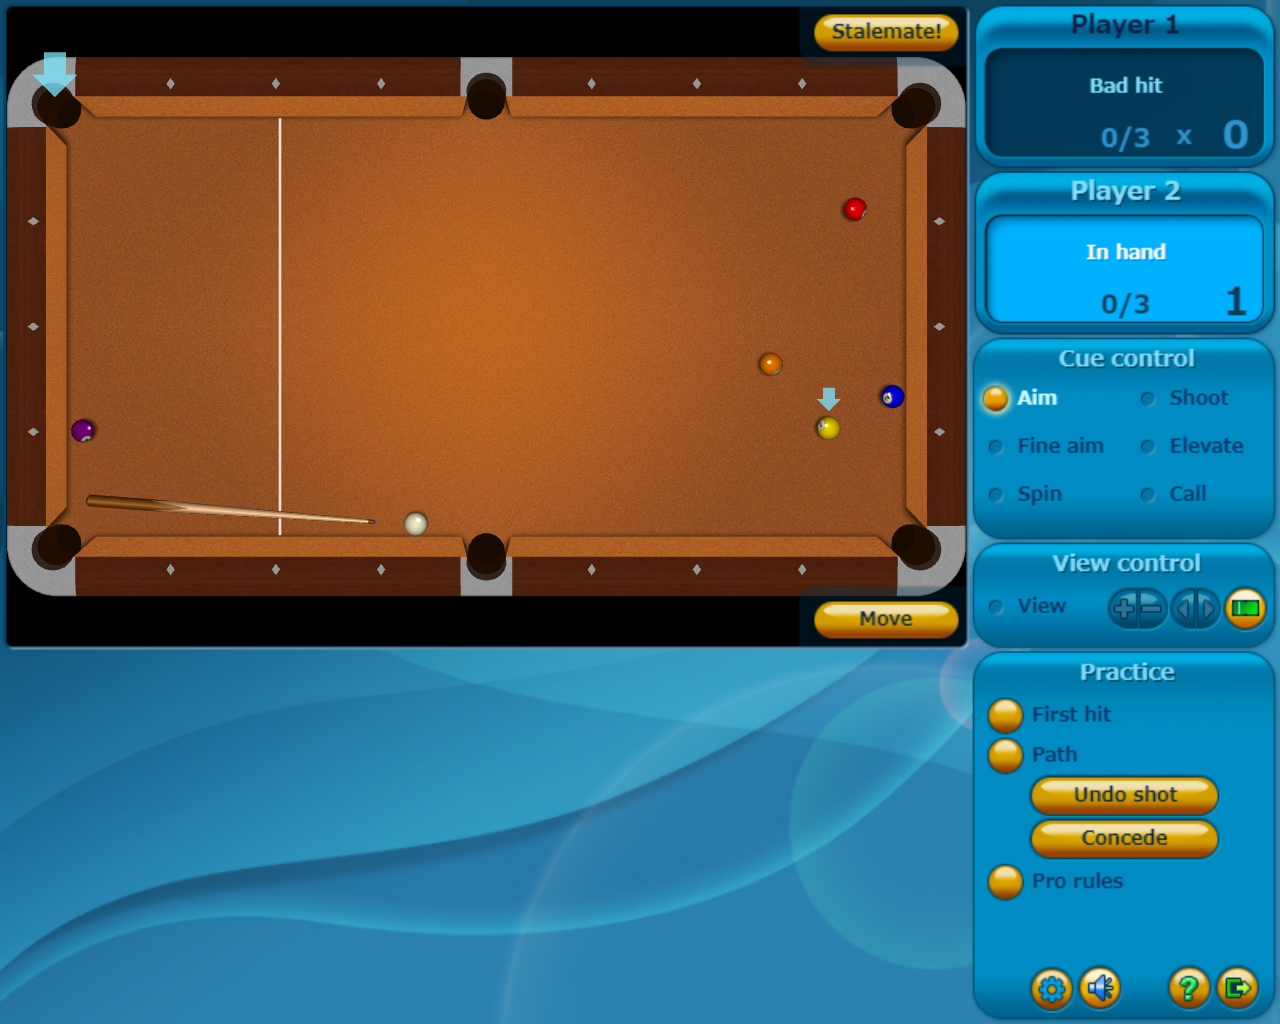 Stalemate!
Player 1
Bad hit
0/3 x 0
Player 2
In hand
0/3 1
Cue control
Aim
Shoot
Fine aim
Elevate
Spin
Call
View control
View
Move
Practice
First hit
Path
Undo shot
Concede
Pro rules